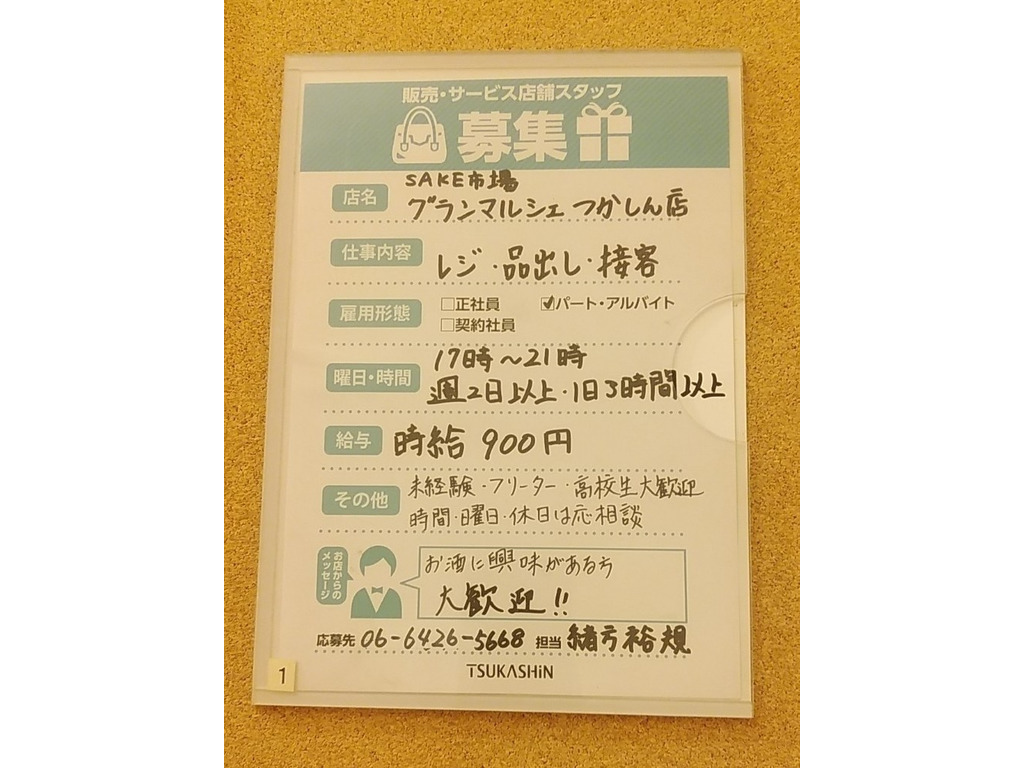 販売・サービス店舗スタッフ
募集
店名
SAKE市場
グランマルシェ つかしん店
仕事内容
レジ・品出し・接客
雇用形態
□正社員 ☑パート・アルバイト
□契約社員
曜日・時間
17時〜21時
週2日以上・1日3時間以上
給与
時給 900円
その他
未経験・フリーター・高校生大歓迎
時間・曜日・休日は応相談
お店からの
メッセージ
お酒に興味がある方
大歓迎!!
応募先 06-6426-5668 担当 緒方裕規
TSUKASHiN
1